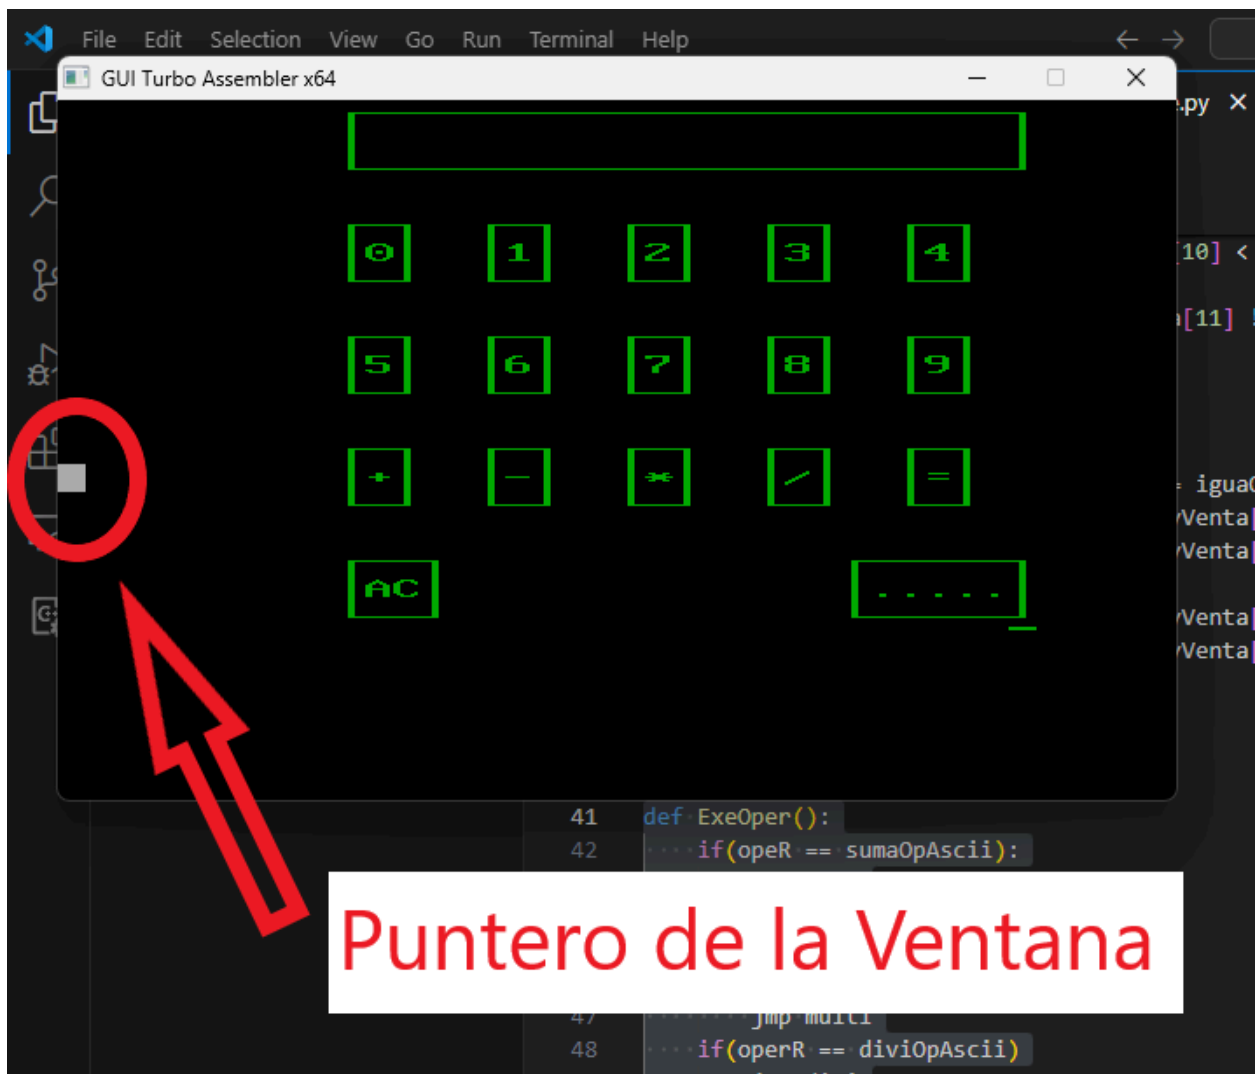 File Edit Selection View Go Run Terminal Help
GUI Turbo Assembler x64
.py
0 1 2 3 4
[10] <
[11]
5 6 7 8 9
+ - * / =
= igua
Venta[
Venta[
AC .....
Venta[
Venta[
41 def ExeOper():
42 if(opeR == sumaOpAscii):
Puntero de la Ventana
47 jmp multi
48 if(operR == diviOpAscii)